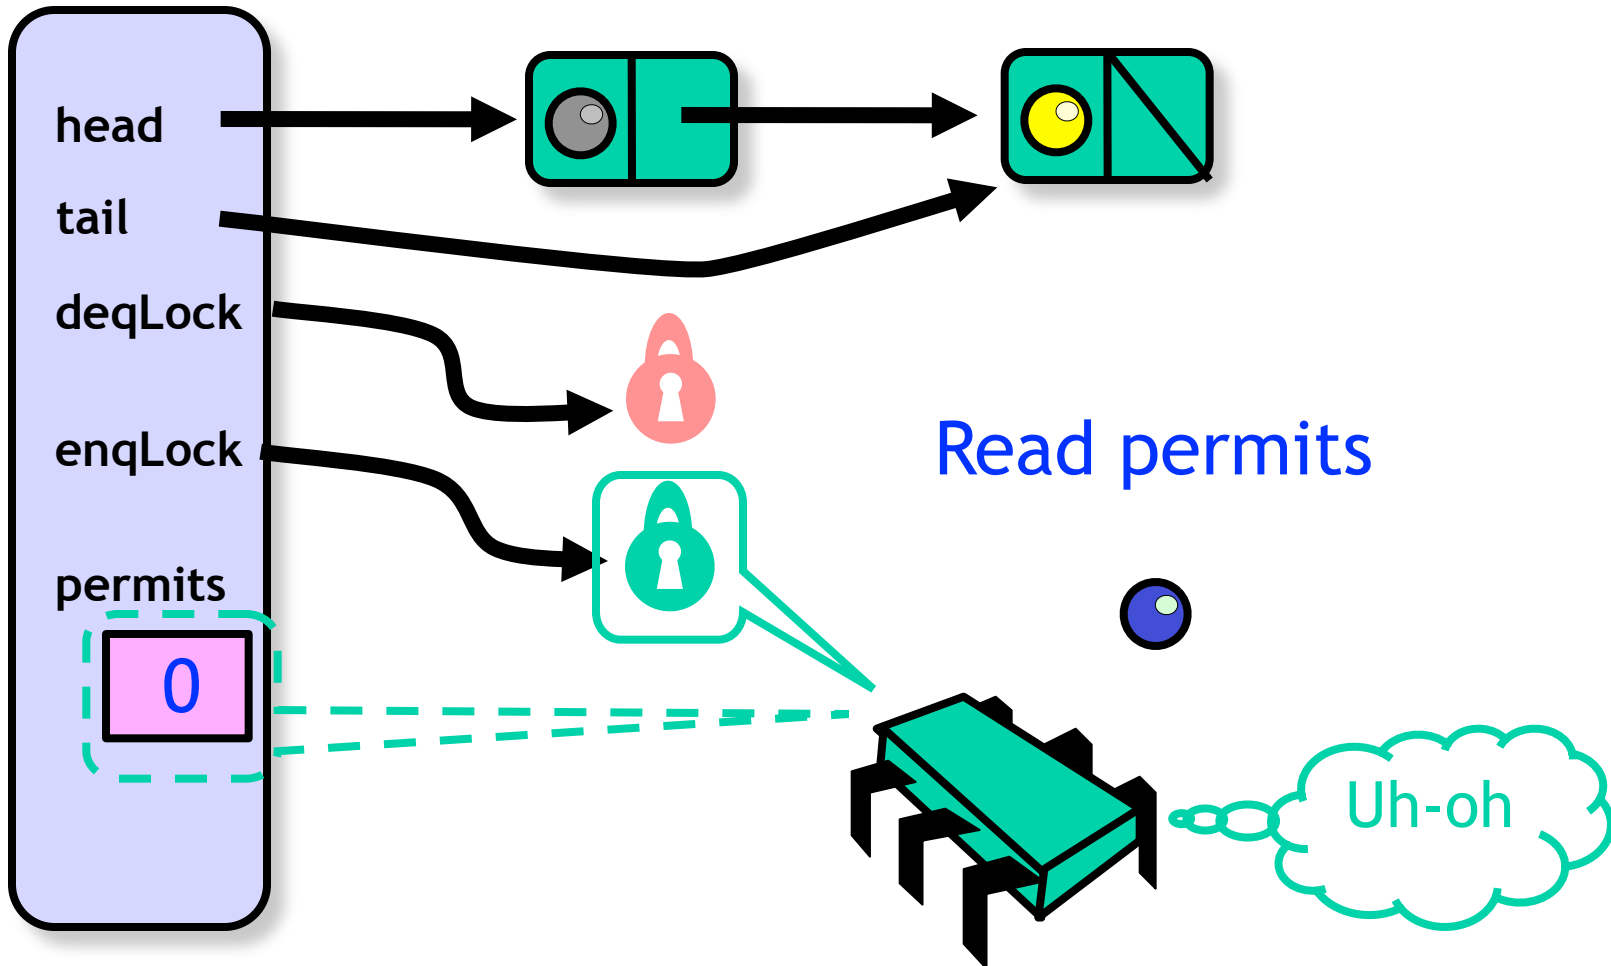 head
tail
deqLock
enqLock
Read permits
permits
0
Uh-oh